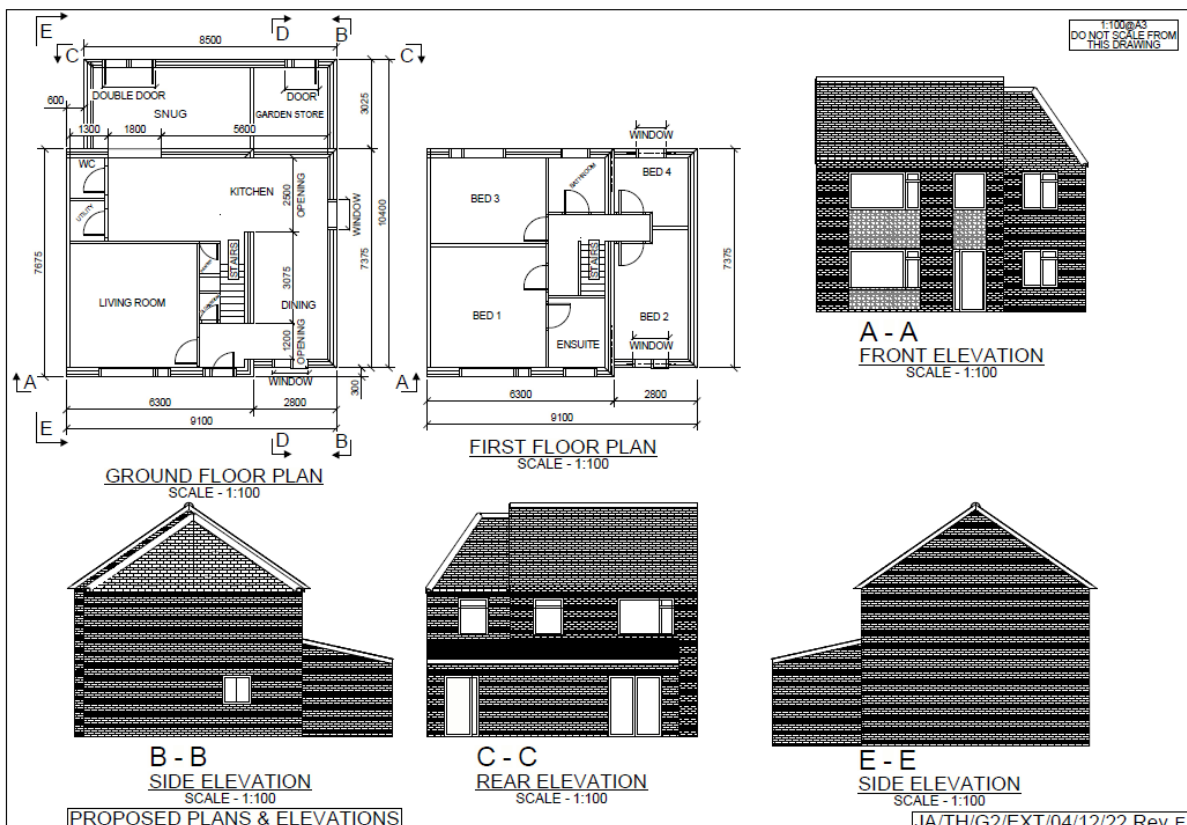 E
D
B
1:100@A3
DO NOT SCALE FROM
THIS DRAWING
8500
C
C
DOUBLE DOOR
DOOR
SNUG
GARDEN STORE
600
3025
1300
1800
5600
WINDOW
WC
KITCHEN
2500
OPENING
WINDOW
10400
UTILITY
BED 3
BATHROOM
BED 4
7675
STAIRS
3075
7375
STAIRS
7375
LIVING ROOM
DINING
BED 1
BED 2
1200
OPENING
ENSUITE
WINDOW
A
WINDOW
300
A
6300
2800
6300
2800
9100
9100
E
D
B
A - A
FRONT ELEVATION
SCALE - 1:100
GROUND FLOOR PLAN
SCALE - 1:100
FIRST FLOOR PLAN
SCALE - 1:100
B - B
SIDE ELEVATION
SCALE - 1:100
C - C
REAR ELEVATION
SCALE - 1:100
E - E
SIDE ELEVATION
SCALE - 1:100
PROPOSED PLANS & ELEVATIONS
JA/TH/G2/EXT/04/12/22 Rev F